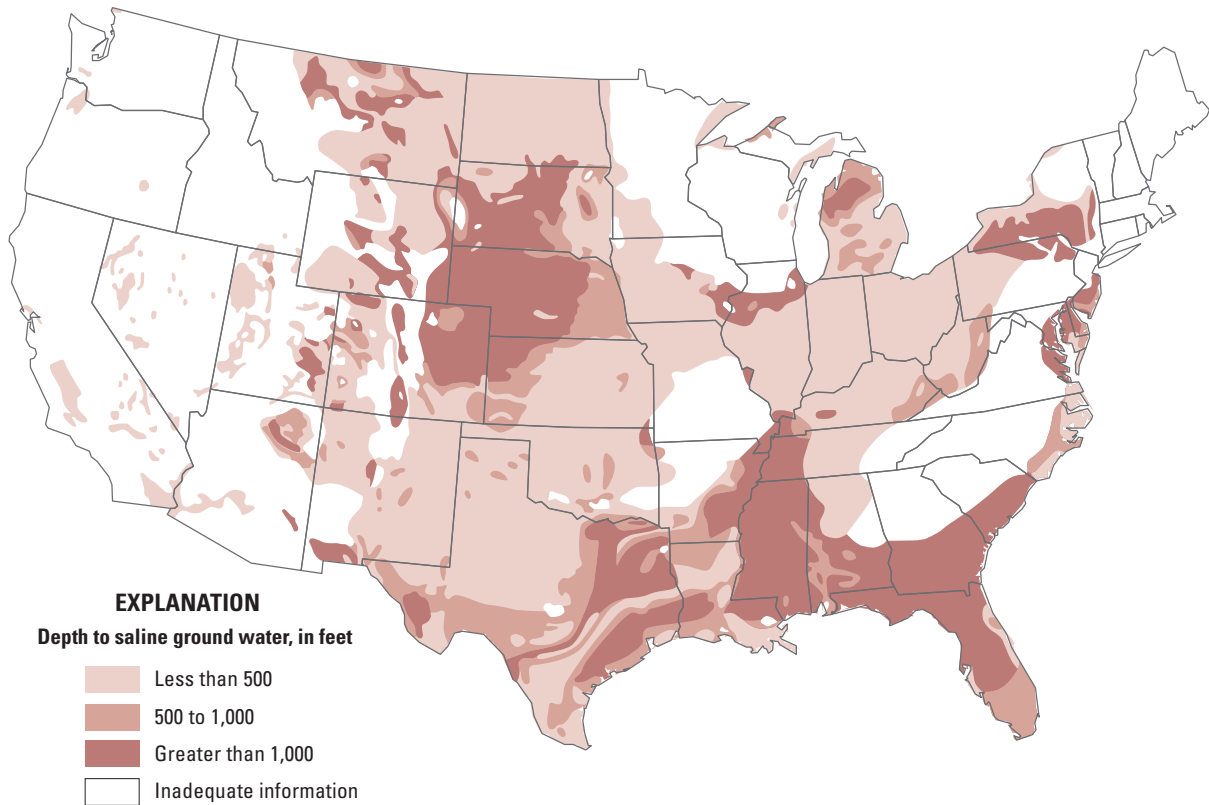 EXPLANATION
Depth to saline ground water, in feet
Less than 500
500 to 1,000
Greater than 1,000
Inadequate information